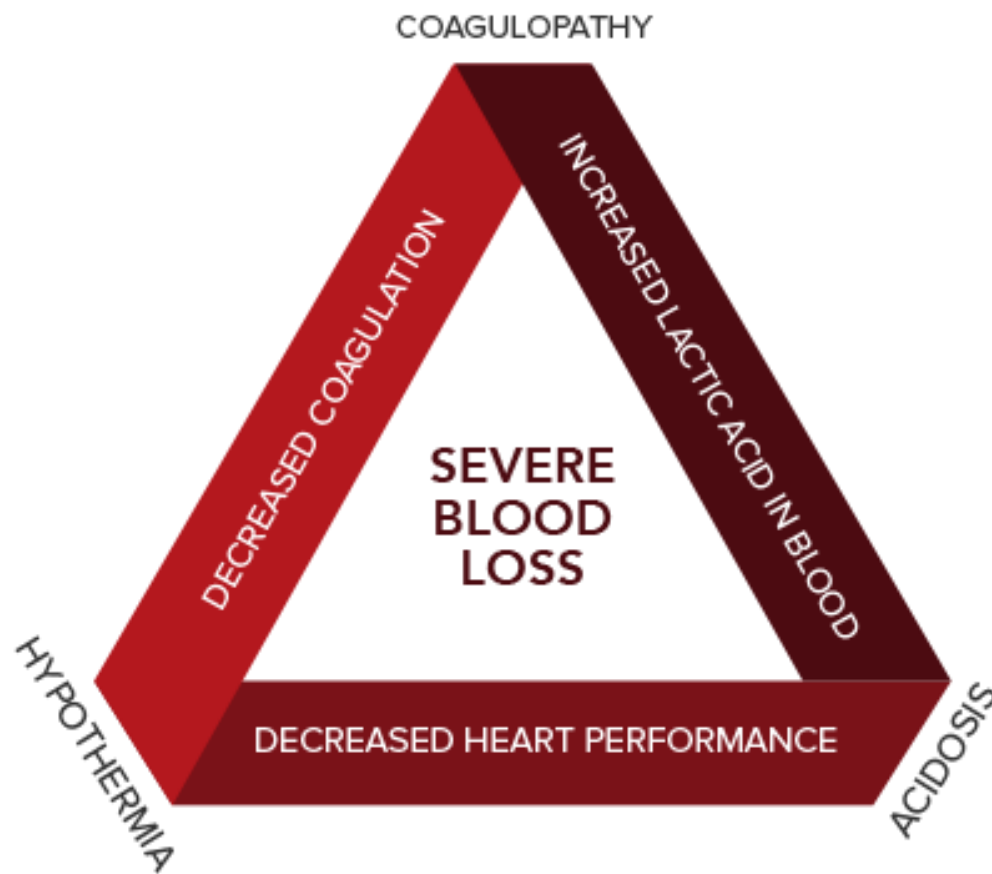 COAGULOPATHY
DECREASED COAGULATION
INCREASED LACTIC ACID IN BLOOD
SEVERE
BLOOD
LOSS
HYPOTHERMIA
DECREASED HEART PERFORMANCE
ACIDOSIS